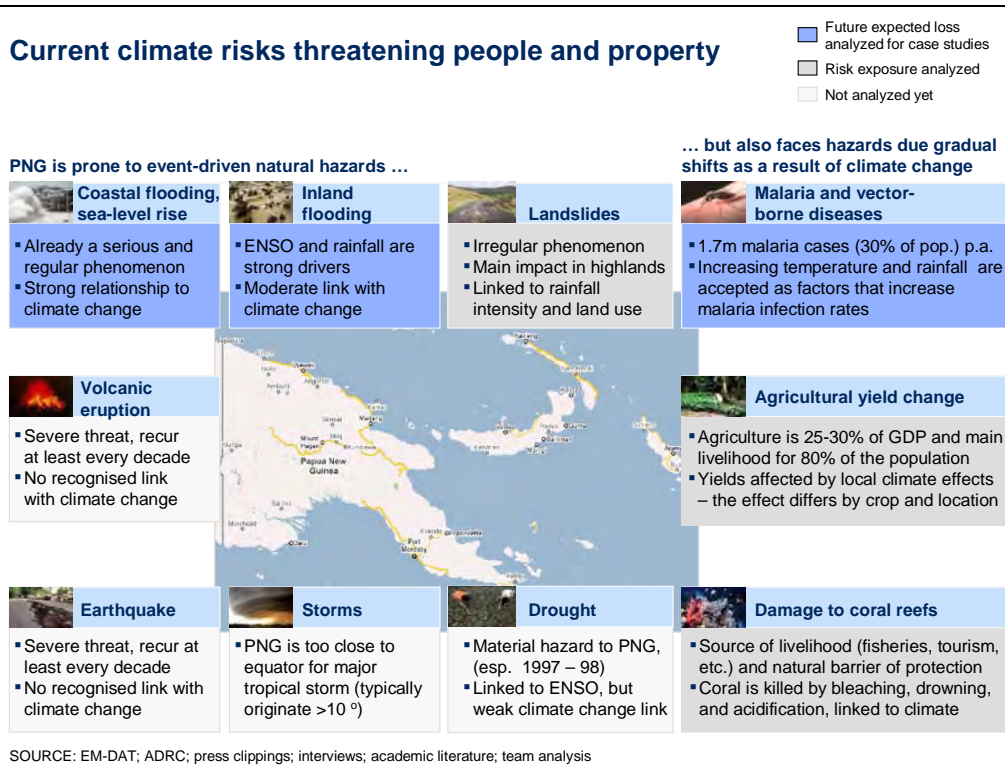 Current climate risks threatening people and property
Future expected loss
analyzed for case studies
Risk exposure analyzed
Not analyzed yet
PNG is prone to event-driven natural hazards …
… but also faces hazards due gradual
shifts as a result of climate change
Coastal flooding,
sea-level rise
▪ Already a serious and
regular phenomenon
▪ Strong relationship to
climate change
Inland
flooding
▪ ENSO and rainfall are
strong drivers
▪ Moderate link with
climate change
Landslides
▪ Irregular phenomenon
▪ Main impact in highlands
▪ Linked to rainfall
intensity and land use
Malaria and vector-
borne diseases
▪ 1.7m malaria cases (30% of pop.) p.a.
▪ Increasing temperature and rainfall are
accepted as factors that increase
malaria infection rates
Volcanic
eruption
▪ Severe threat, recur
at least every decade
▪ No recognised link
with climate change
Papua New
Guinea
Mount
Hagen
Madang
Port
Moresby
Agricultural yield change
▪ Agriculture is 25-30% of GDP and main
livelihood for 80% of the population
▪ Yields affected by local climate effects
– the effect differs by crop and location
Earthquake
▪ Severe threat, recur at
least every decade
▪ No recognised link with
climate change
Storms
▪ PNG is too close to
equator for major
tropical storm (typically
originate >10 º)
Drought
▪ Material hazard to PNG,
(esp. 1997 – 98)
▪ Linked to ENSO, but
weak climate change link
Damage to coral reefs
▪ Source of livelihood (fisheries, tourism,
etc.) and natural barrier of protection
▪ Coral is killed by bleaching, drowning,
and acidification, linked to climate
SOURCE: EM-DAT; ADRC; press clippings; interviews; academic literature; team analysis